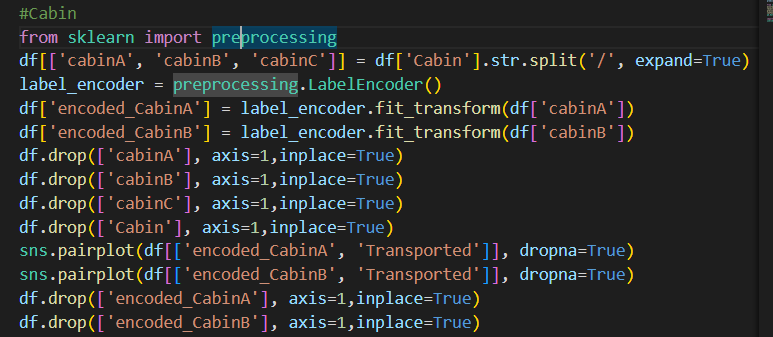 #Cabin
from sklearn import preprocessing
df[['cabinA', 'cabinB', 'cabinC']] = df['Cabin'].str.split('/', expand=True)
label_encoder = preprocessing.LabelEncoder()
df['encoded_CabinA'] = label_encoder.fit_transform(df['cabinA'])
df['encoded_CabinB'] = label_encoder.fit_transform(df['cabinB'])
df.drop(['cabinA'], axis=1,inplace=True)
df.drop(['cabinB'], axis=1,inplace=True)
df.drop(['cabinC'], axis=1,inplace=True)
df.drop(['Cabin'], axis=1,inplace=True)
sns.pairplot(df[['encoded_CabinA', 'Transported']], dropna=True)
sns.pairplot(df[['encoded_CabinB', 'Transported']], dropna=True)
df.drop(['encoded_CabinA'], axis=1,inplace=True)
df.drop(['encoded_CabinB'], axis=1,inplace=True)